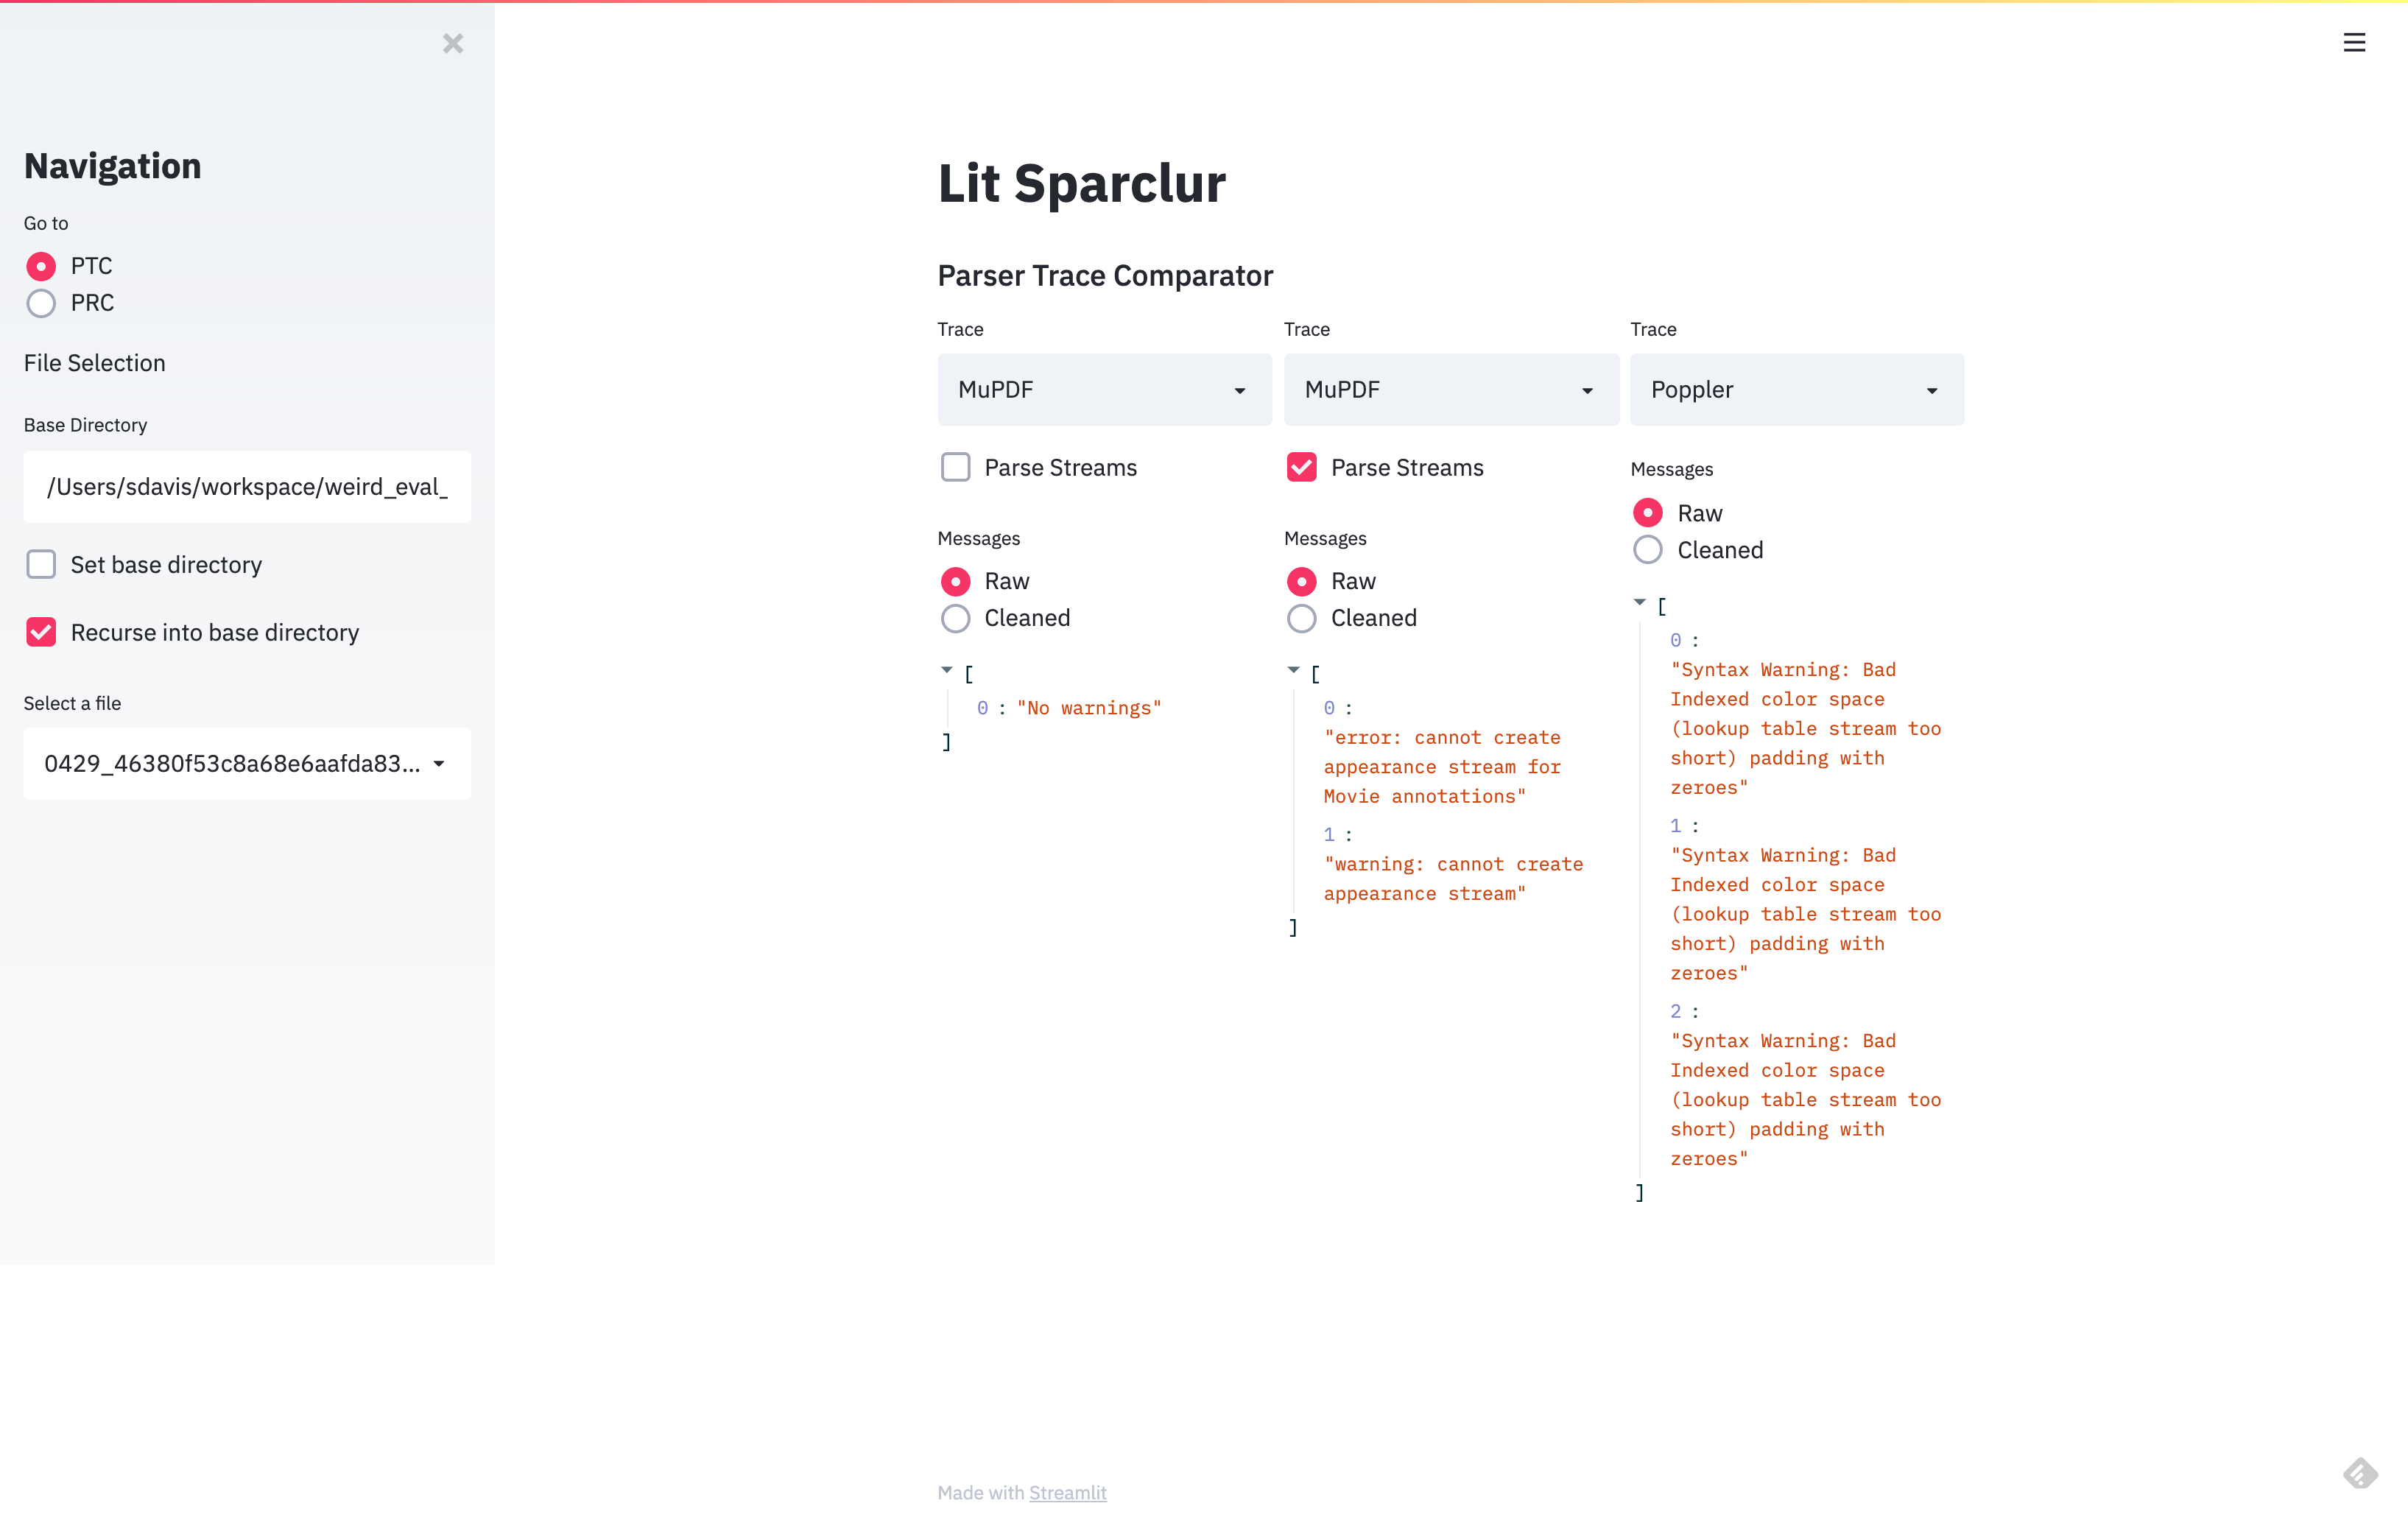 Navigation
Go to
PTC
PRC
File Selection
Base Directory
/Users/sdavis/workspace/weird_eval_
Set base directory
Recurse into base directory
Select a file
0429_46380f53c8a68e6aafda83...
Lit Sparclur
Parser Trace Comparator
Trace
MuPDF
Parse Streams
Messages
Raw
Cleaned
[
0 : "No warnings"
]
Trace
MuPDF
Parse Streams
Messages
Raw
Cleaned
[
0 :
"error: cannot create
appearance stream for
Movie annotations"
1 :
"warning: cannot create
appearance stream"
]
Trace
Poppler
Messages
Raw
Cleaned
[
0 :
"Syntax Warning: Bad
Indexed color space
(lookup table stream too
short) padding with
zeroes"
1 :
"Syntax Warning: Bad
Indexed color space
(lookup table stream too
short) padding with
zeroes"
2 :
"Syntax Warning: Bad
Indexed color space
(lookup table stream too
short) padding with
zeroes"
]
Made with Streamlit